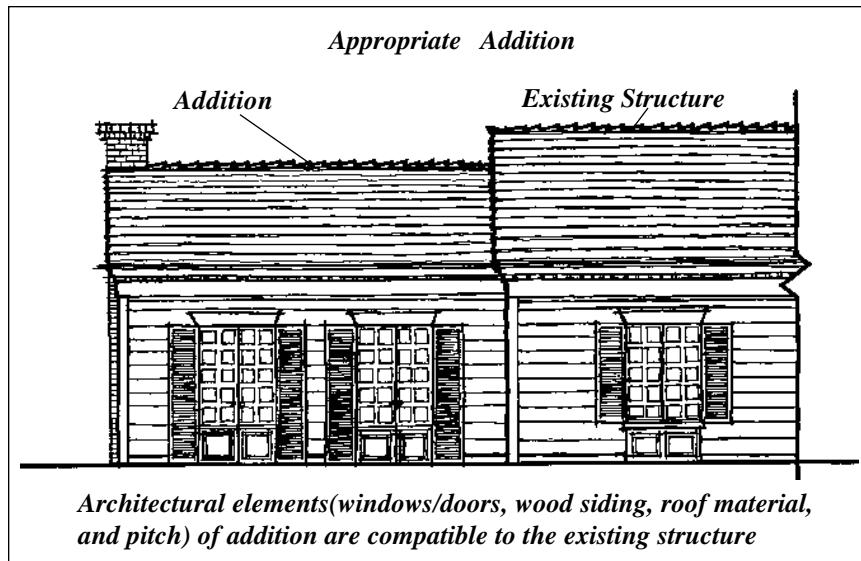 Appropriate Addition
Addition
Existing Structure
Architectural elements(windows/doors, wood siding, roof material,
and pitch) of addition are compatible to the existing structure